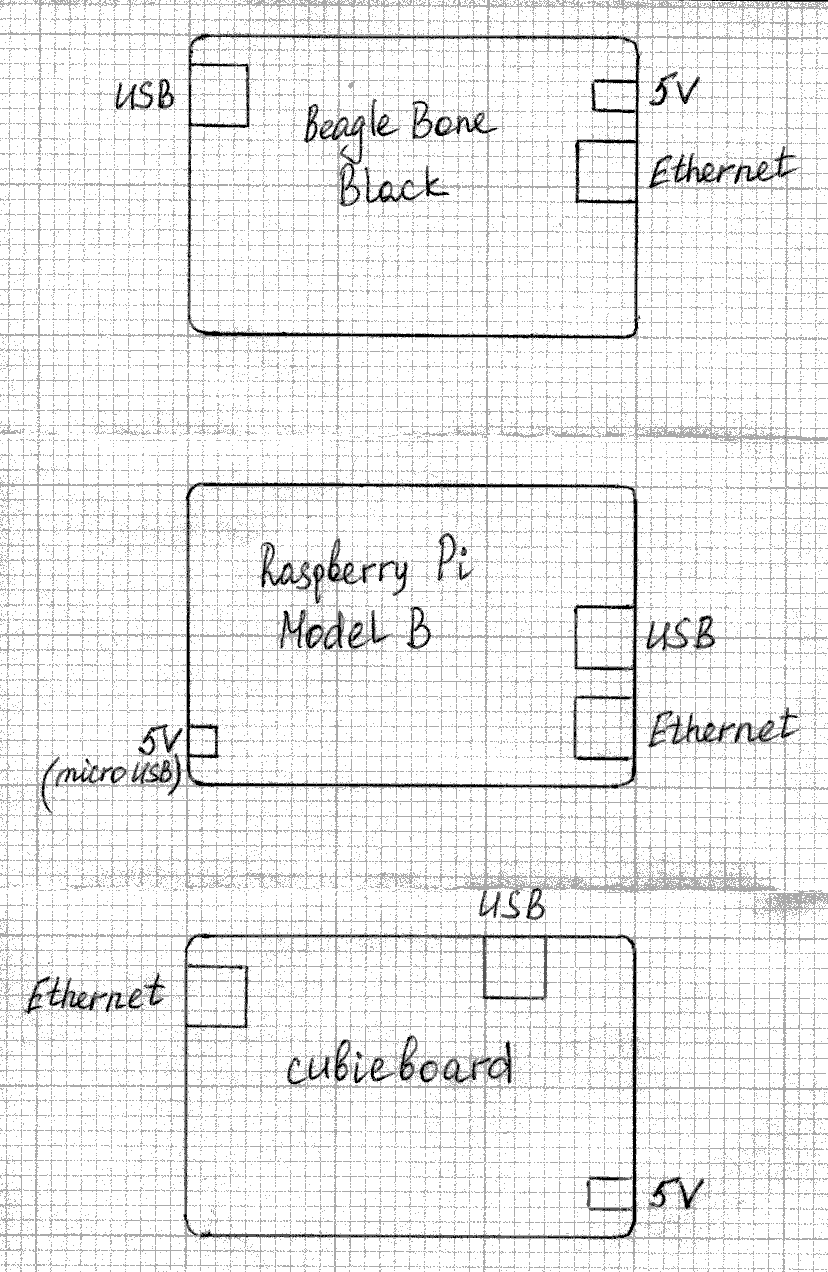 USB
Beagle Bone
Black
5V
Ethernet
Raspberry Pi
Model B
USB
Ethernet
5V
(micro USB)
USB
Ethernet
cubieboard
5V